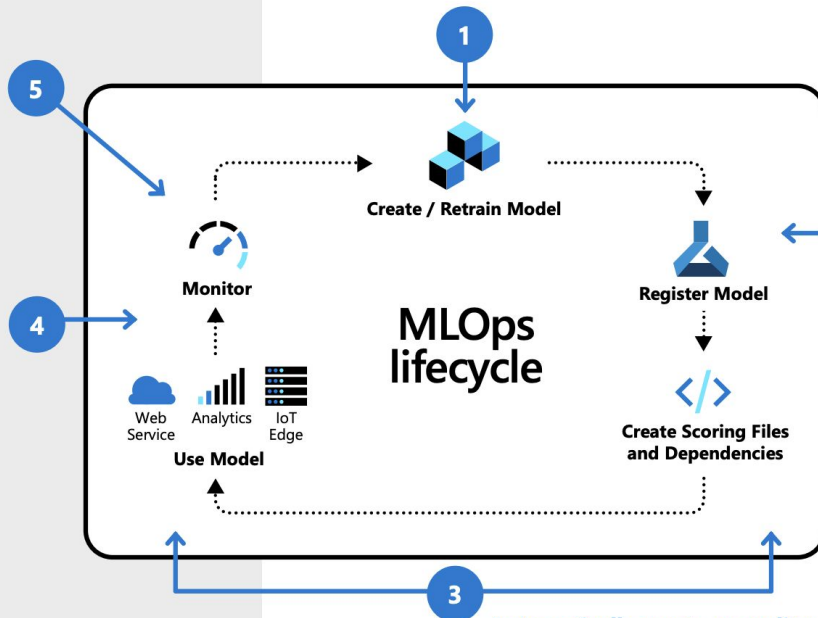 1
5
Create / Retrain Model
Monitor
Register Model
4
MLOps
lifecycle
Web
Service
Analytics
IoT
Edge
Use Model
Create Scoring Files
and Dependencies
3